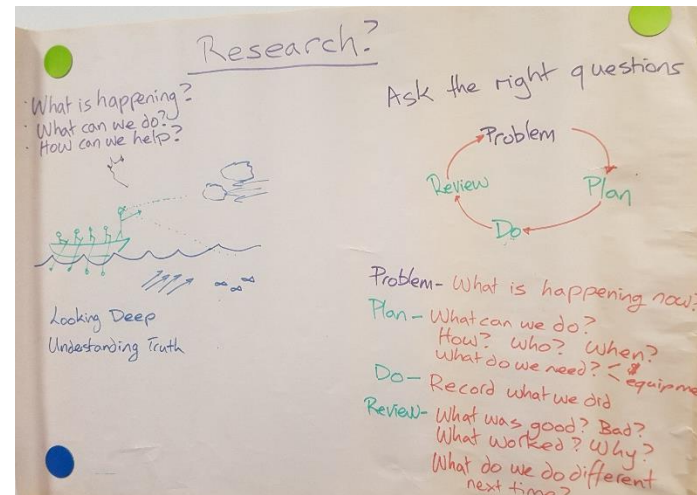 Research?
· What is happening?
· What can we do?
· How can we help?
Looking Deep
Understanding Truth
Ask the right questions
Problem
Review
Plan
Do
Problem - What is happening now?
Plan - What can we do?
How? Who? When?
What do we need? < $
equipme
Do - Record what we did
Review - What was good? Bad?
What worked? Why?
What do we do different
next time?